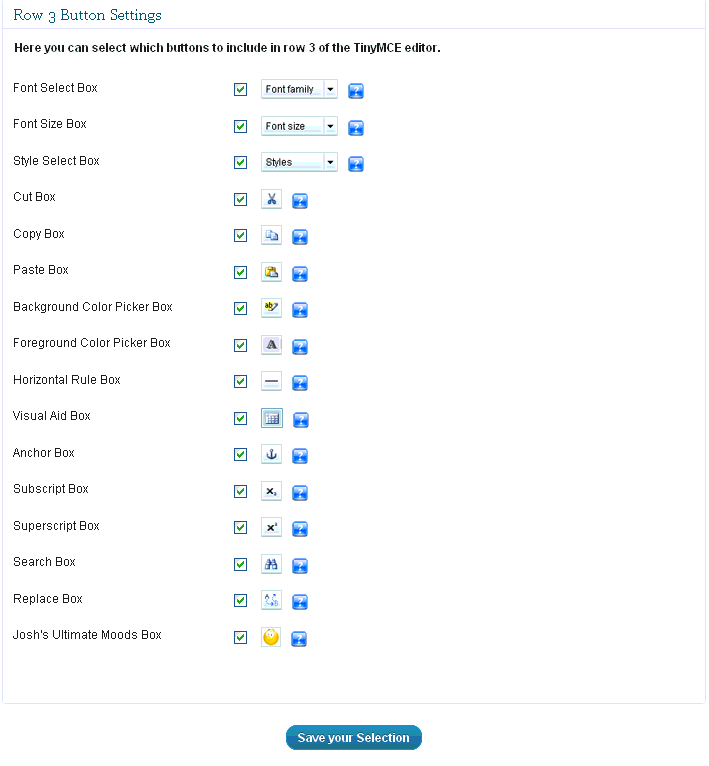 Row 3 Button Settings
Here you can select which buttons to include in row 3 of the TinyMCE editor.
Font Select Box Font family ?
Font Size Box Font size ?
Style Select Box Styles ?
Cut Box ?
Copy Box ?
Paste Box ?
Background Color Picker Box ab ?
Foreground Color Picker Box A ?
Horizontal Rule Box ?
Visual Aid Box ?
Anchor Box ?
Subscript Box x₂ ?
Superscript Box x² ?
Search Box ?
Replace Box A B ?
Josh's Ultimate Moods Box ?
Save your Selection